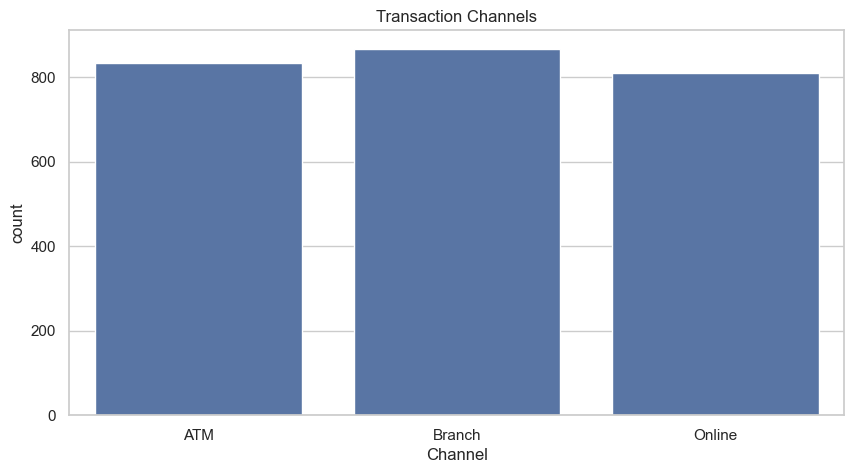 Transaction Channels
800
600
400
200
0
count
ATM Branch Online
Channel